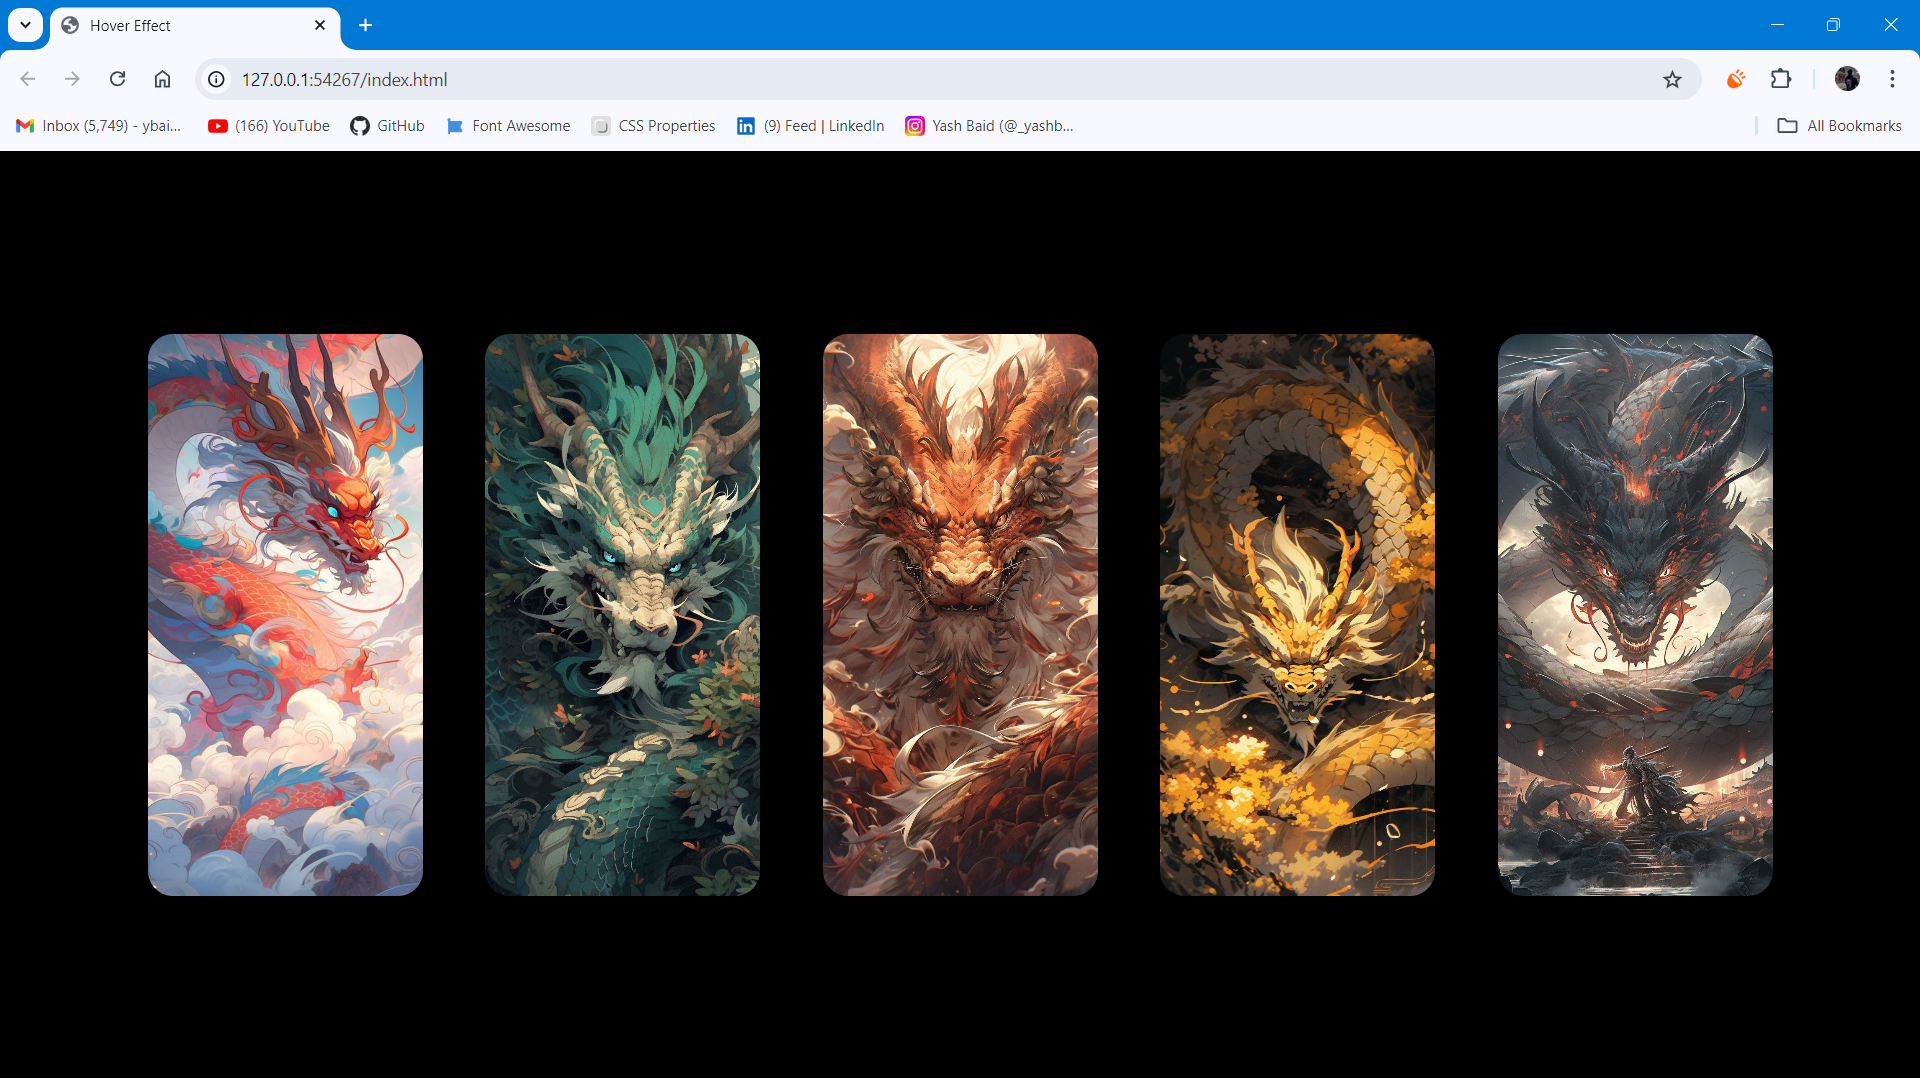 Hover Effect
127.0.0.1:54267/index.html
Inbox (5,749) - ybai... (166) YouTube GitHub Font Awesome CSS Properties (9) Feed | LinkedIn Yash Baid (@_yashb... All Bookmarks